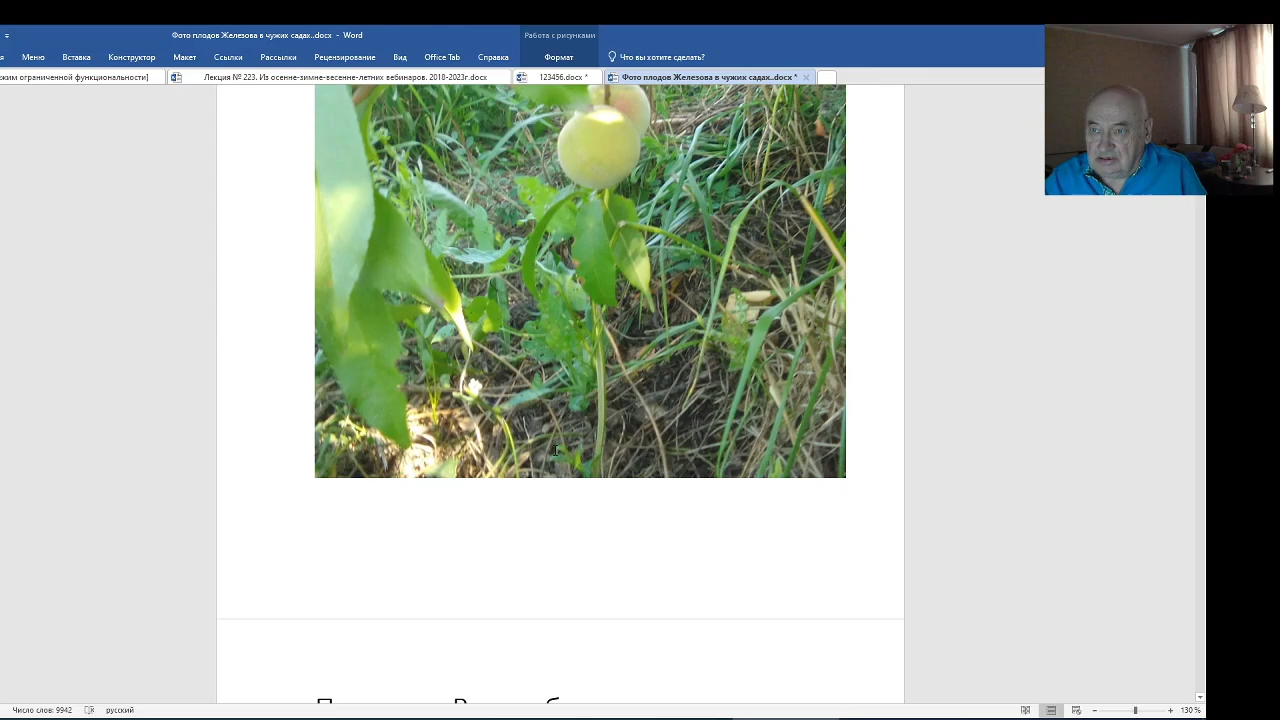 Фото плодов Железова в чужих садах..docx - Word
Работа с рисунками
Меню Вставка Конструктор Макет Ссылки Рассылки Рецензирование Вид Office Tab Справка Формат Что вы хотите сделать?
жим ограниченной функциональности]
Лекция № 223. Из осенне-зимне-весенне-летних вебинаров. 2018-2023г.docx
123456.docx *
Фото плодов Железова в чужих садах..docx *
Число слов: 9942 русский
130 %